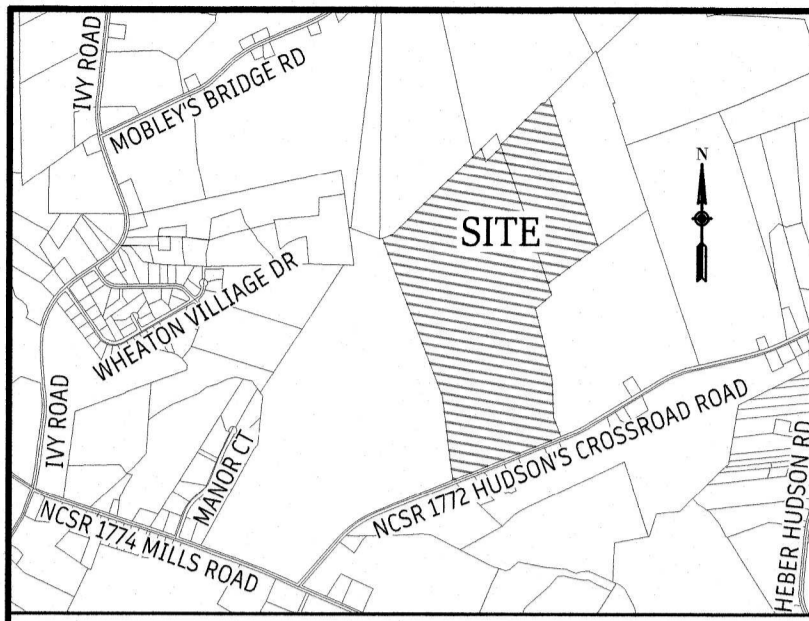 IVY ROAD
MOBLEY'S BRIDGE RD
N
SITE
WHEATON VILLIAGE DR
IVY ROAD
MANOR CT
NCSR 1772 HUDSON'S CROSSROAD ROAD
NCSR 1774 MILLS ROAD
HEBER HUDSON RD